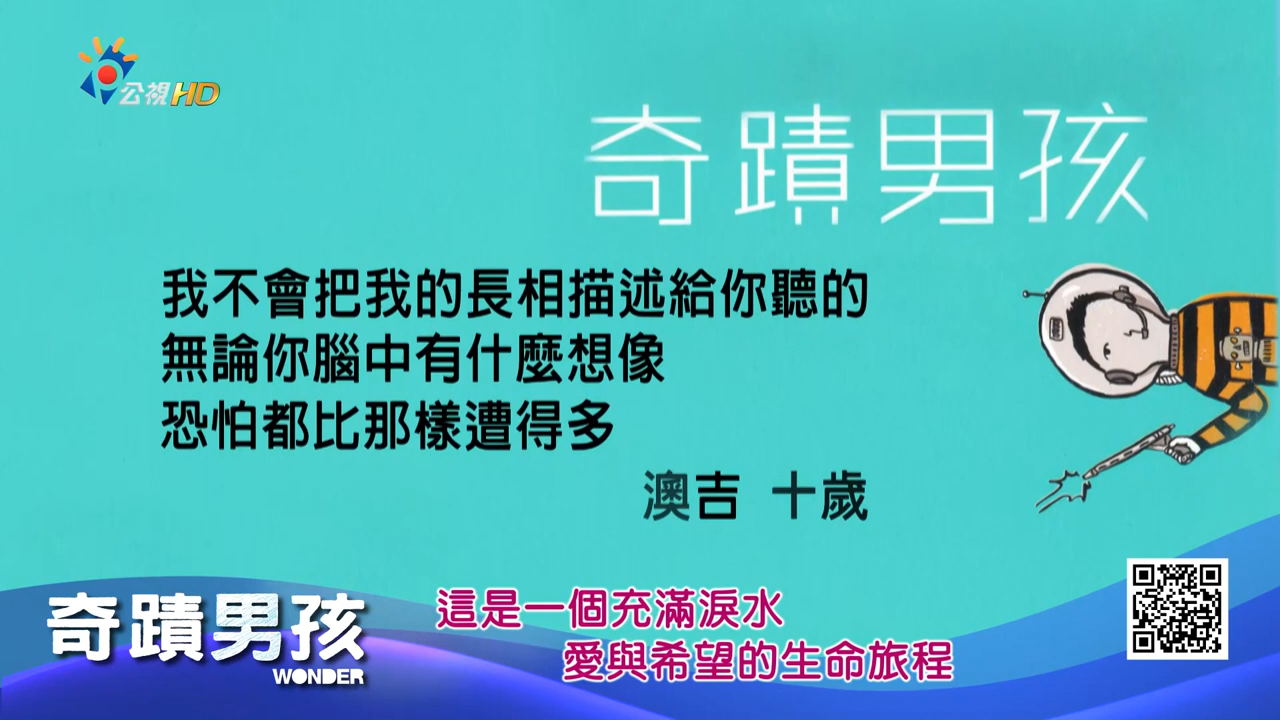 公視HD
奇蹟男孩
我不會把我的長相描述給你聽的
無論你腦中有什麼想像
恐怕都比那樣遭得多
澳吉 十歲
奇蹟男孩
WONDER
這是一個充滿淚水
愛與希望的生命旅程